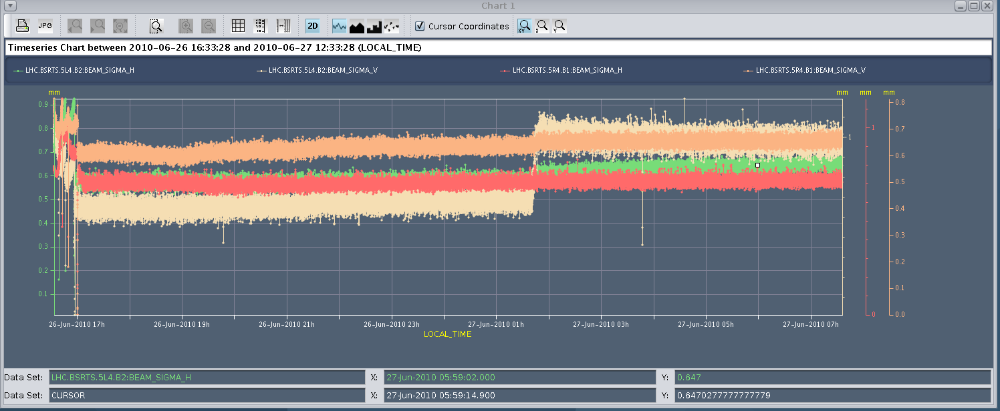 Chart 1
JPG 2D Cursor Coordinates XY X Y
Timeseries Chart between 2010-06-26 16:33:28 and 2010-06-27 12:33:28 (LOCAL_TIME)
LHC.BSRTS.5L4.B2:BEAM_SIGMA_H LHC.BSRTS.5L4.B2:BEAM_SIGMA_V LHC.BSRTS.5R4.B1:BEAM_SIGMA_H LHC.BSRTS.5R4.B1:BEAM_SIGMA_V
mm mm mm mm
0.9 0.8
0.8 1 0.7
0.7 1 0.6
0.6 0.5
0.5 0.4
0.4 0.3
0.3 0.2
0.2 0.1
0.1 0 0.0
26-Jun-2010 17h 26-Jun-2010 19h 26-Jun-2010 21h 26-Jun-2010 23h 27-Jun-2010 01h 27-Jun-2010 03h 27-Jun-2010 05h 27-Jun-2010 07h
LOCAL_TIME
Data Set: LHC.BSRTS.5L4.B2:BEAM_SIGMA_H X: 27-Jun-2010 05:59:02.000 Y: 0.647
Data Set: CURSOR X: 27-Jun-2010 05:59:14.900 Y: 0.6470277777777779